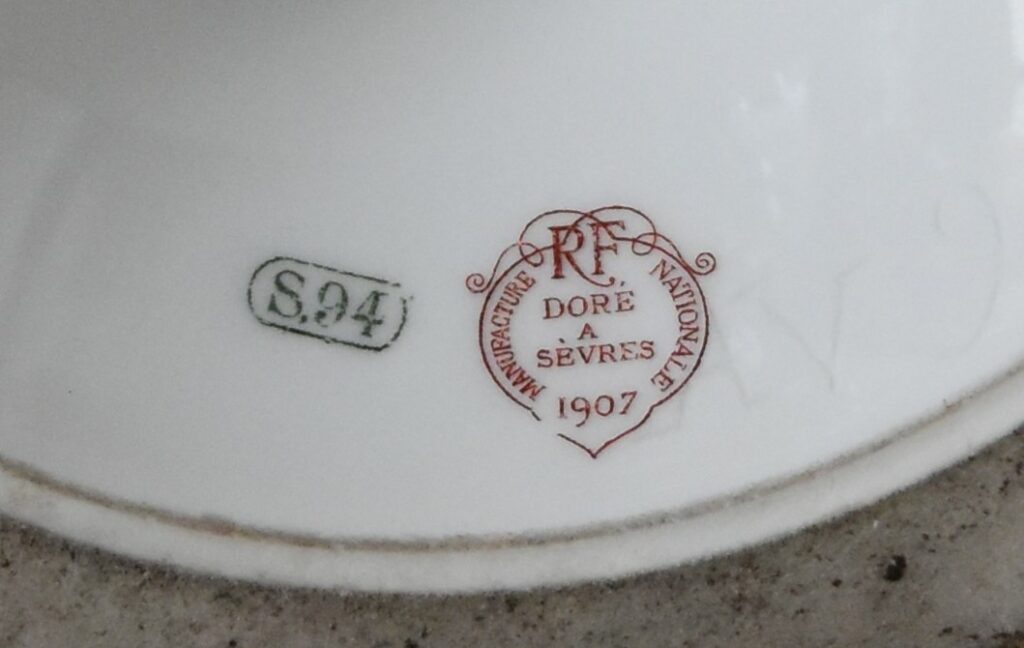 S.94
RF
MANUFACTURE NATIONALE
DORÉ
A
SÈVRES
1907